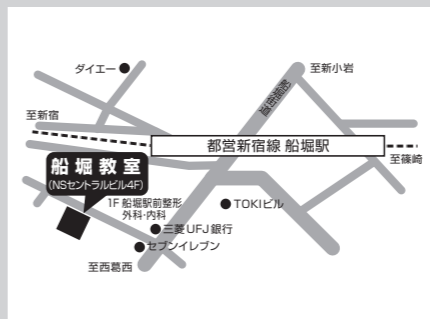 ダイエー
至新小岩
船堀街道
至新宿
都営新宿線 船堀駅
至篠崎
船堀教室
(NSセントラルビル4F)
1F 船堀駅前整形
外科・内科
TOKIビル
三菱UFJ銀行
セブンイレブン
至西葛西